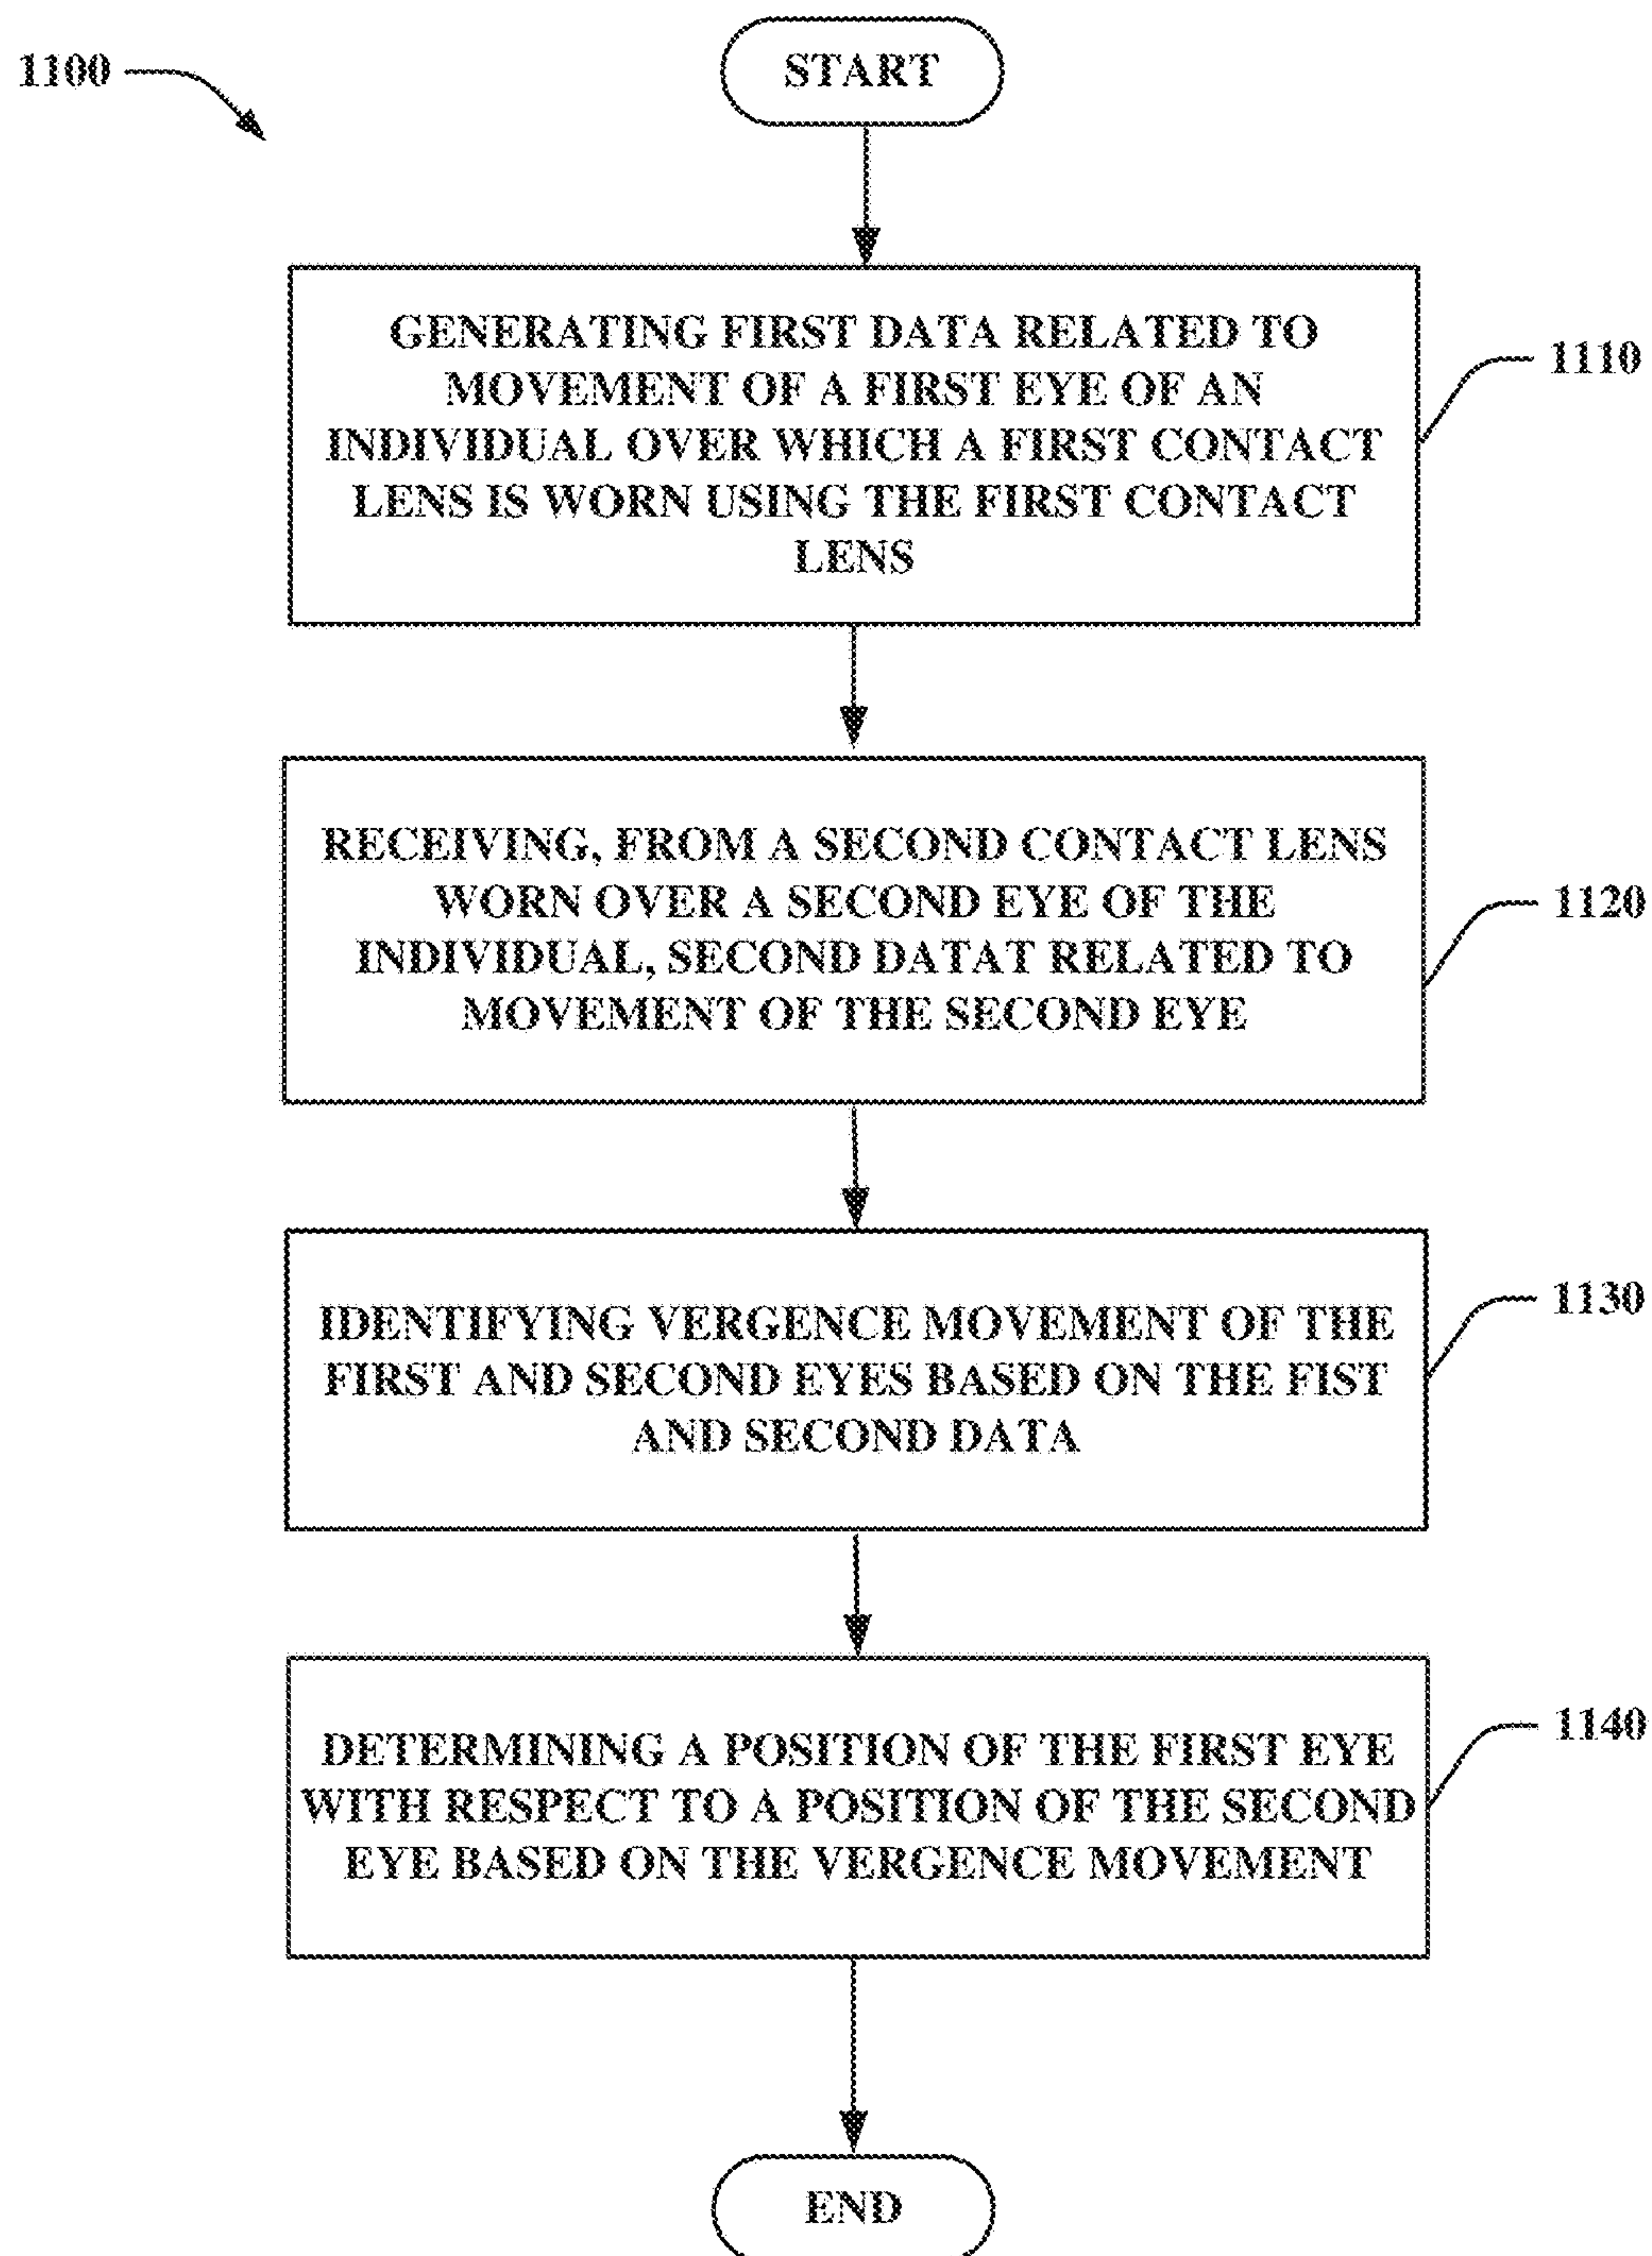 1100
START
GENERATING FIRST DATA RELATED TO
MOVEMENT OF A FIRST EYE OF AN
INDIVIDUAL OVER WHICH A FIRST CONTACT
LENS IS WORN USING THE FIRST CONTACT
LENS
1110
RECEIVING, FROM A SECOND CONTACT LENS
WORN OVER A SECOND EYE OF THE
INDIVIDUAL, SECOND DATAT RELATED TO
MOVEMENT OF THE SECOND EYE
1120
IDENTIFYING VERGENCE MOVEMENT OF THE
FIRST AND SECOND EYES BASED ON THE FIST
AND SECOND DATA
1130
DETERMINING A POSITION OF THE FIRST EYE
WITH RESPECT TO A POSITION OF THE SECOND
EYE BASED ON THE VERGENCE MOVEMENT
1140
END